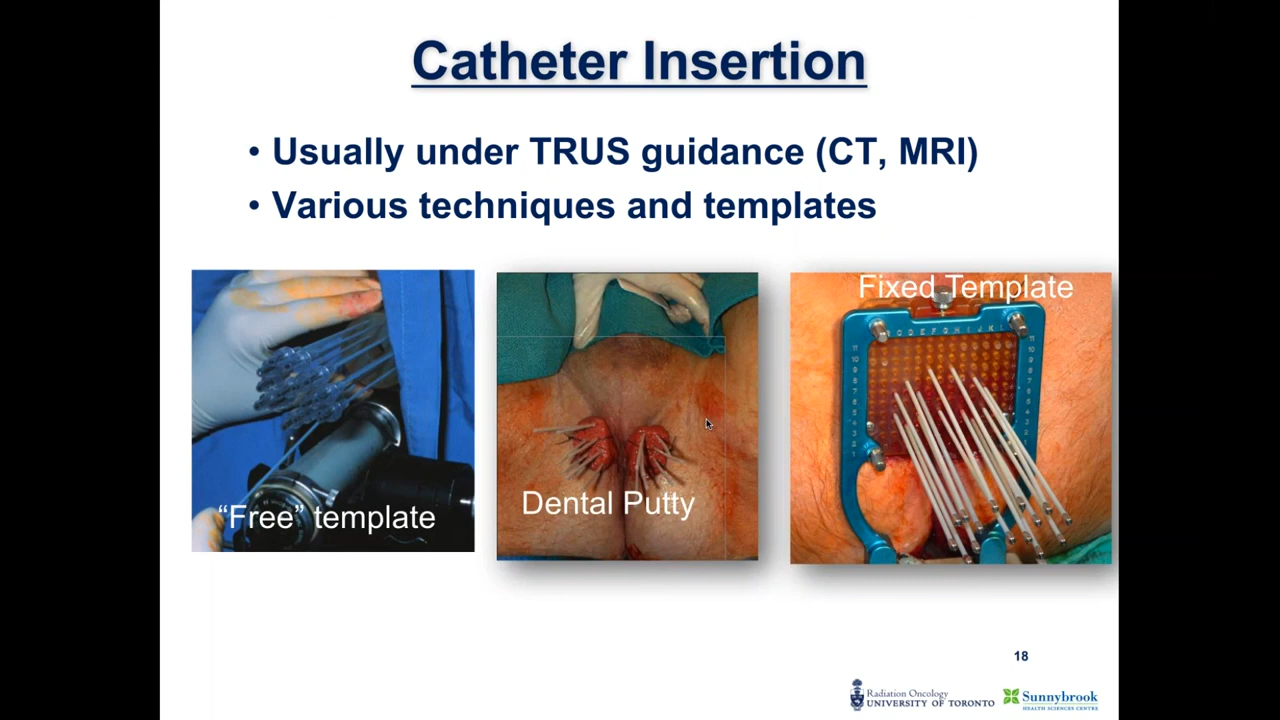 Catheter Insertion
• Usually under TRUS guidance (CT, MRI)
• Various techniques and templates
“Free” template
Dental Putty
Fixed Template
18
Radiation Oncology
UNIVERSITY OF TORONTO
Sunnybrook
HEALTH SCIENCES CENTRE